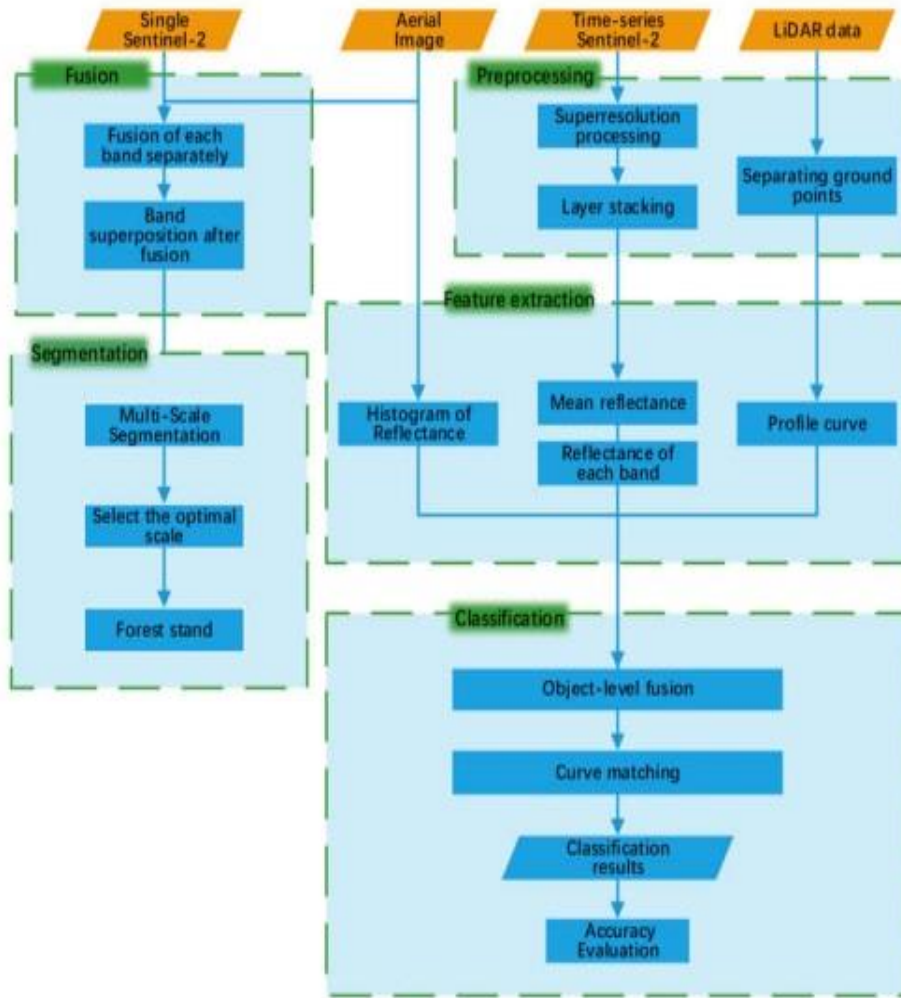 Single
Sentinel-2
Aerial
Image
Time-series
Sentinel-2
LiDAR data
Fusion
Fusion of each
band separately
Band
superposition after
fusion
Preprocessing
Superresolution
processing
Layer stacking
Separating ground
points
Segmentation
Multi-Scale
Segmentation
Select the optimal
scale
Forest stand
Feature extraction
Histogram of
Reflectance
Mean reflectance
Reflectance of
each band
Profile curve
Classification
Object-level fusion
Curve matching
Classification
results
Accuracy
Evaluation